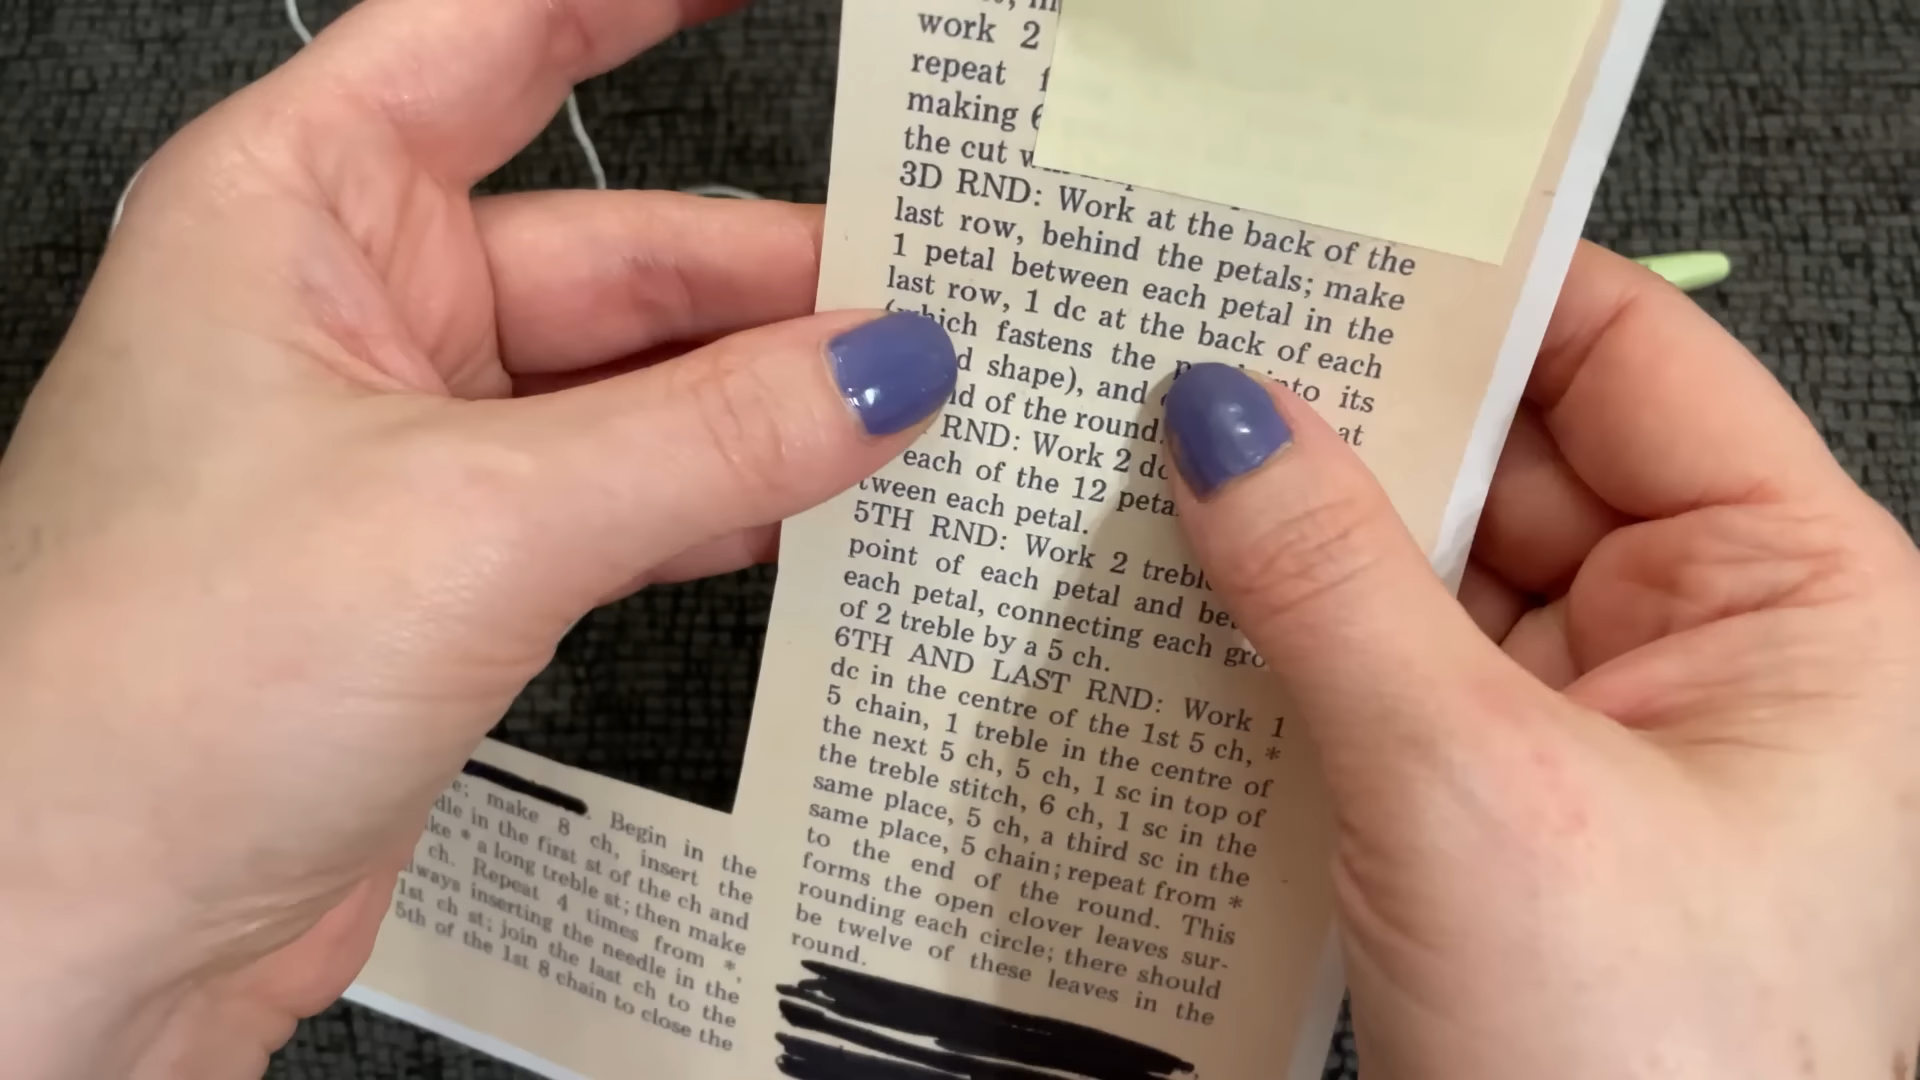 make 8 ch, insert the
. Begin in the
in the first st of the ch and
* a long treble st; then make
ch. Repeat 4 times from *,
always inserting the needle in the
1st ch st; join the last ch to the
5th of the 1st 8 chain to close the
work 2
repeat
making 6
the cut
3D RND: Work at the back of the
last row, behind the petals; make
1 petal between each petal in the
last row, 1 dc at the back of each
(which fastens the into its
shape), and at
of the round.
RND: Work 2 dc
each of the 12
tween each petal.
5TH RND: Work 2
point of each petal and
each petal, connecting each
of 2 treble by a 5 ch.
6TH AND LAST RND: Work 1
dc in the centre of the 1st 5 ch, *
5 chain, 1 treble in the centre of
the next 5 ch, 5 ch, 1 sc in top of
the treble stitch, 6 ch, 1 sc in the
same place, 5 ch, a third sc in the
same place, 5 chain; repeat from *
to the end of the round. This
forms the open clover leaves sur-
rounding each circle; there should
be twelve of these leaves in the
round.